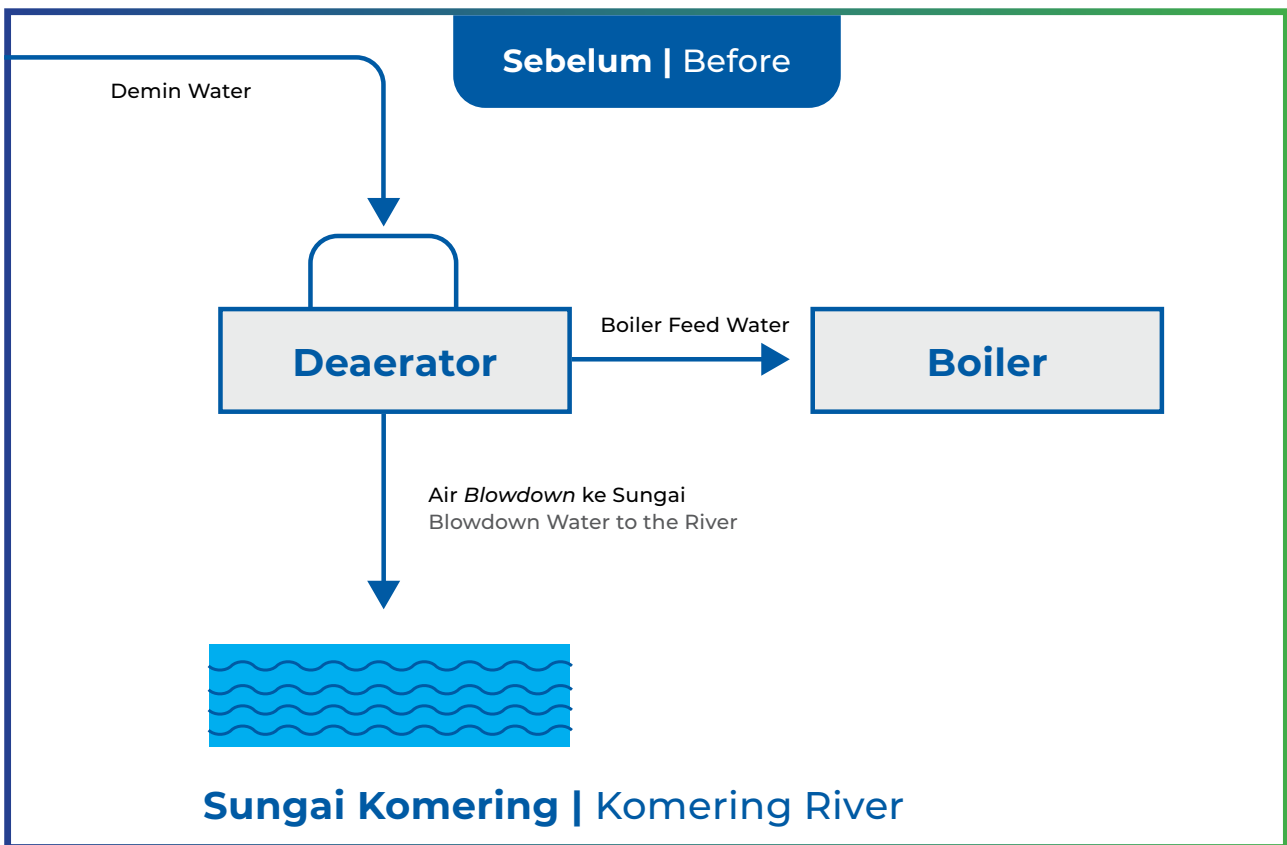 Sebelum | Before
Demin Water
Boiler Feed Water
Deaerator
Boiler
Air Blowdown ke Sungai
Blowdown Water to the River
Sungai Komering | Komering River